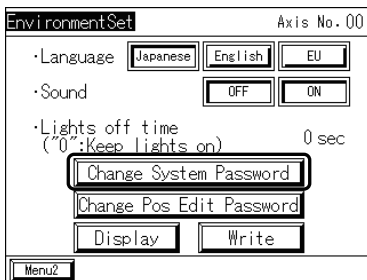 EnvironmentSet Axis No.00
·Language Japanese English EU
·Sound OFF ON
·Lights off time
("0":Keep lights on) 0 sec
Change System Password
Change Pos Edit Password
Display Write
Menu2